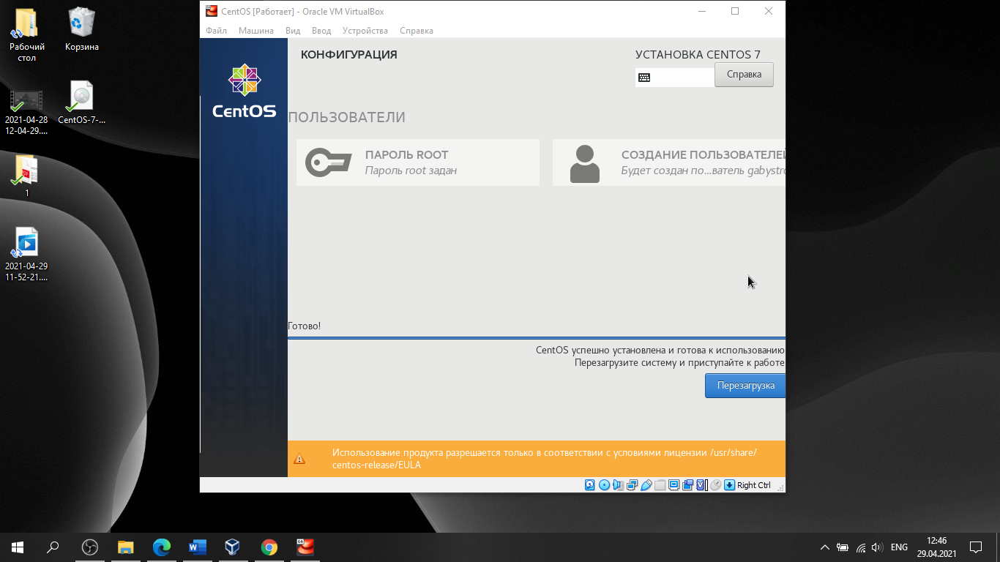 CentOS [Работает] - Oracle VM VirtualBox
Файл Машина Вид Ввод Устройства Справка
Рабочий
стол
Корзина
2021-04-28
12-04-29....
CentOS-7-...
1
2021-04-29
11-52-21....
CentOS
КОНФИГУРАЦИЯ
УСТАНОВКА CENTOS 7
Справка
ПОЛЬЗОВАТЕЛИ
ПАРОЛЬ ROOT
Пароль root задан
СОЗДАНИЕ ПОЛЬЗОВАТЕЛЕЙ
Будет создан по...ватель gabystro
Готово!
CentOS успешно установлена и готова к использованию
Перезагрузите систему и приступайте к работе
Перезагрузка
Использование продукта разрешается только в соответствии с условиями лицензии /usr/share/
centos-release/EULA
Right Ctrl
64
ENG
12:46
29.04.2021